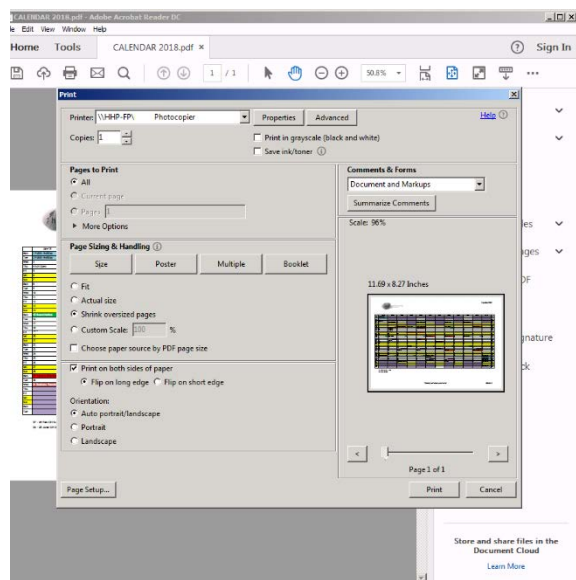 CALENDAR 2018.pdf - Adobe Acrobat Reader DC
Edit View Window Help
Home Tools CALENDAR 2018.pdf × Sign In
1 / 1 50.8%
Print
Printer: \\HHP-FP\ Photocopier Properties Advanced Help
Copies: 1 Print in grayscale (black and white)
Save ink/toner
Pages to Print
All
Current page
Pages 1
More Options
Comments & Forms
Document and Markups
Summarize Comments
Scale: 96%
Page Sizing & Handling
Size Poster Multiple Booklet
Fit
Actual size
Shrink oversized pages
Custom Scale: 100 %
Choose paper source by PDF page size
11.69 x 8.27 Inches
Print on both sides of paper
Flip on long edge Flip on short edge
Orientation:
Auto portrait/landscape
Portrait
Landscape
< >
Page 1 of 1
Page Setup... Print Cancel
Store and share files in the
Document Cloud
Learn More